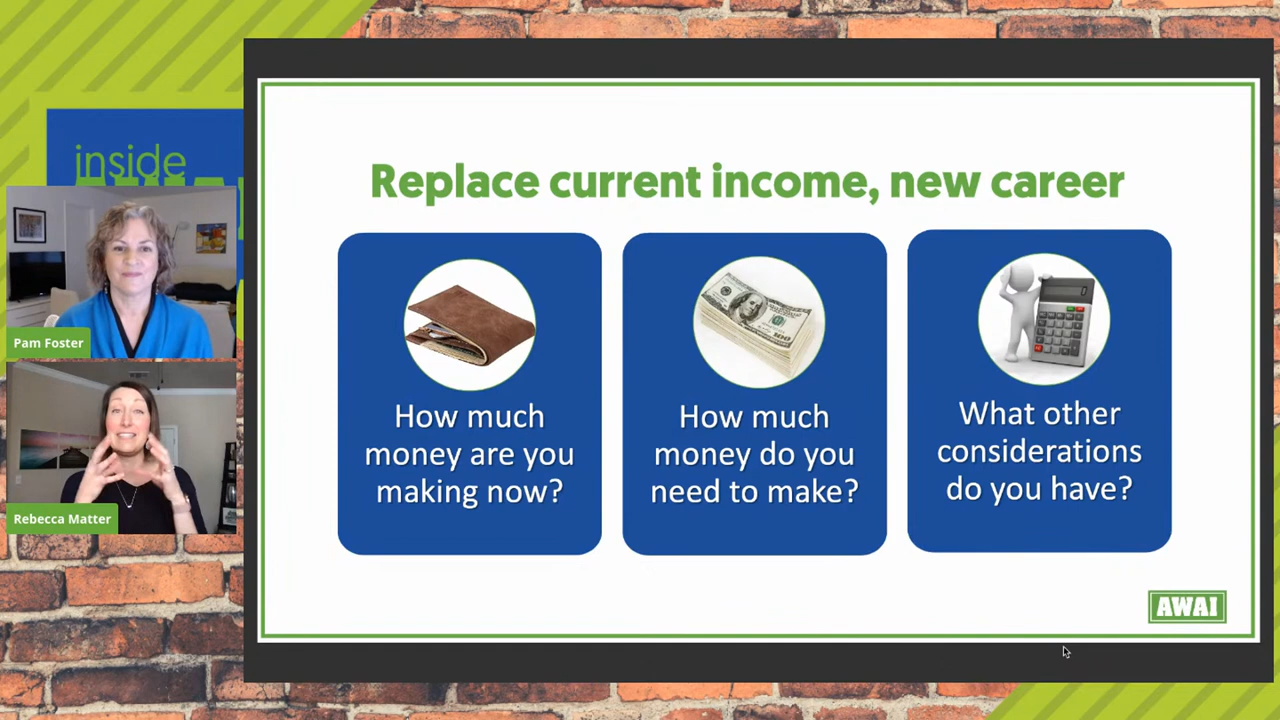 inside
Pam Foster
Rebecca Matter
Replace current income, new career
How much
money are you
making now?
How much
money do you
need to make?
What other
considerations
do you have?
AWAI